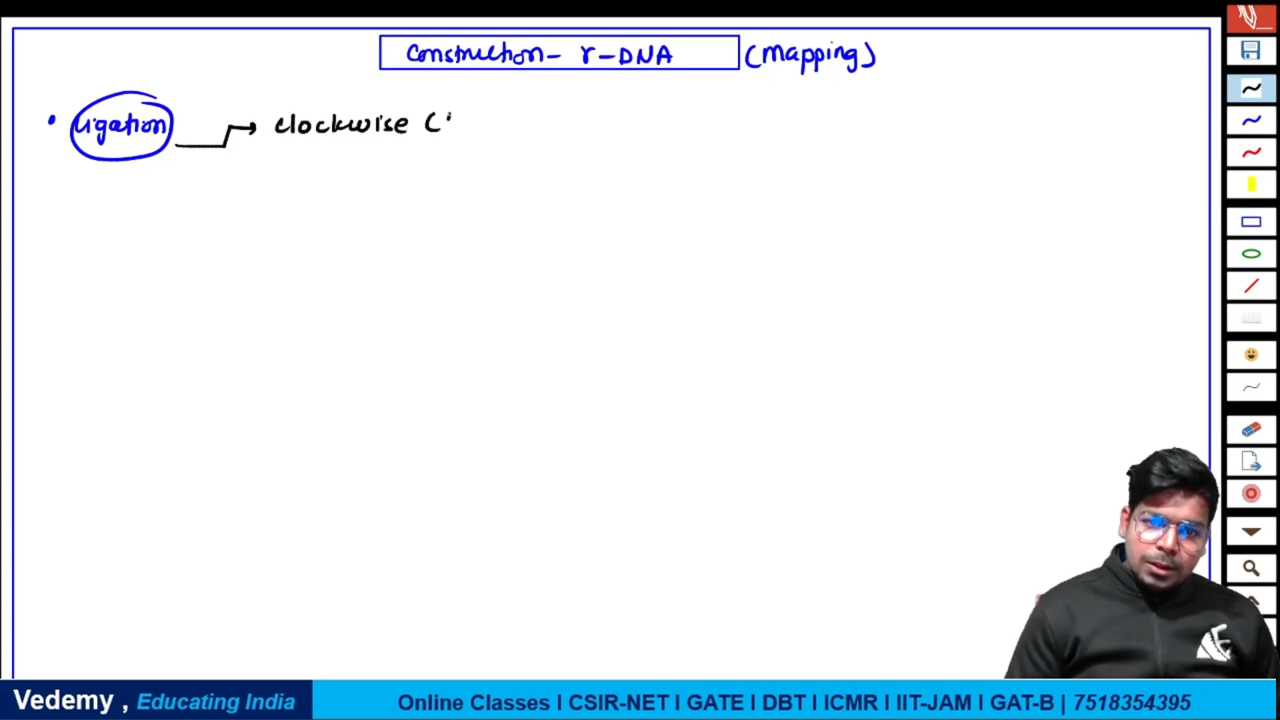 Construction - r-DNA (Mapping)
• Ligation → clockwise (
Vedemy , Educating India
Online Classes I CSIR-NET I GATE I DBT I ICMR I IIT-JAM I GAT-B | 7518354395